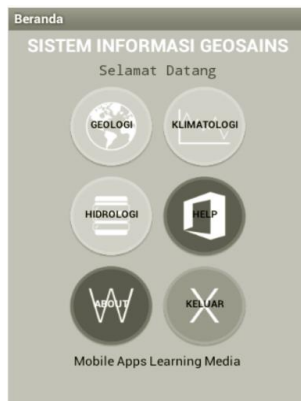 Beranda
SISTEM INFORMASI GEOSAINS
Selamat Datang
GEOLOGI
KLIMATOLOGI
HIDROLOGI
HELP
ABOUT
KELUAR
Mobile Apps Learning Media